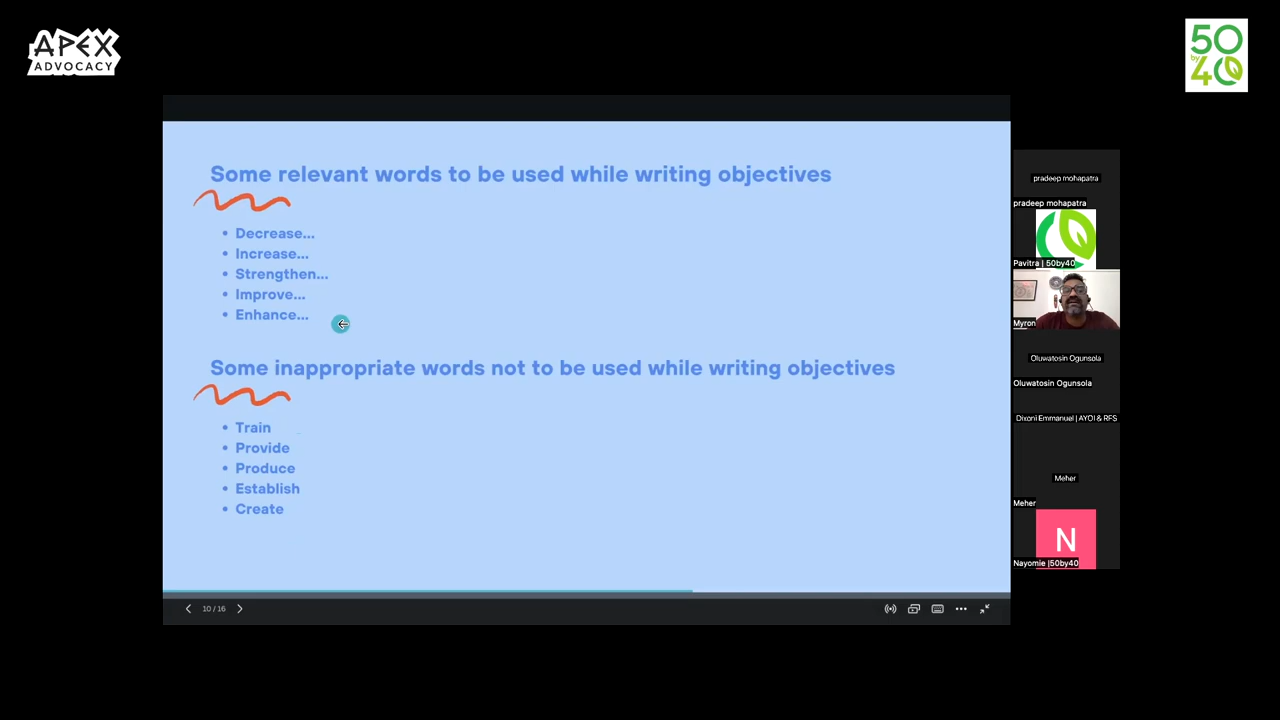 APEX
ADVOCACY
50
by
40
Some relevant words to be used while writing objectives
• Decrease...
• Increase...
• Strengthen...
• Improve...
• Enhance...
Some inappropriate words not to be used while writing objectives
• Train
• Provide
• Produce
• Establish
• Create
10 / 16
pradeep mohapatra
pradeep mohapatra
Pavitra | 50by40
Myron
Oluwatosin Ogunsola
Oluwatosin Ogunsola
Dixoni Emmanuel | AYOI & RFS
Meher
Meher
N
Nayomie |50by40